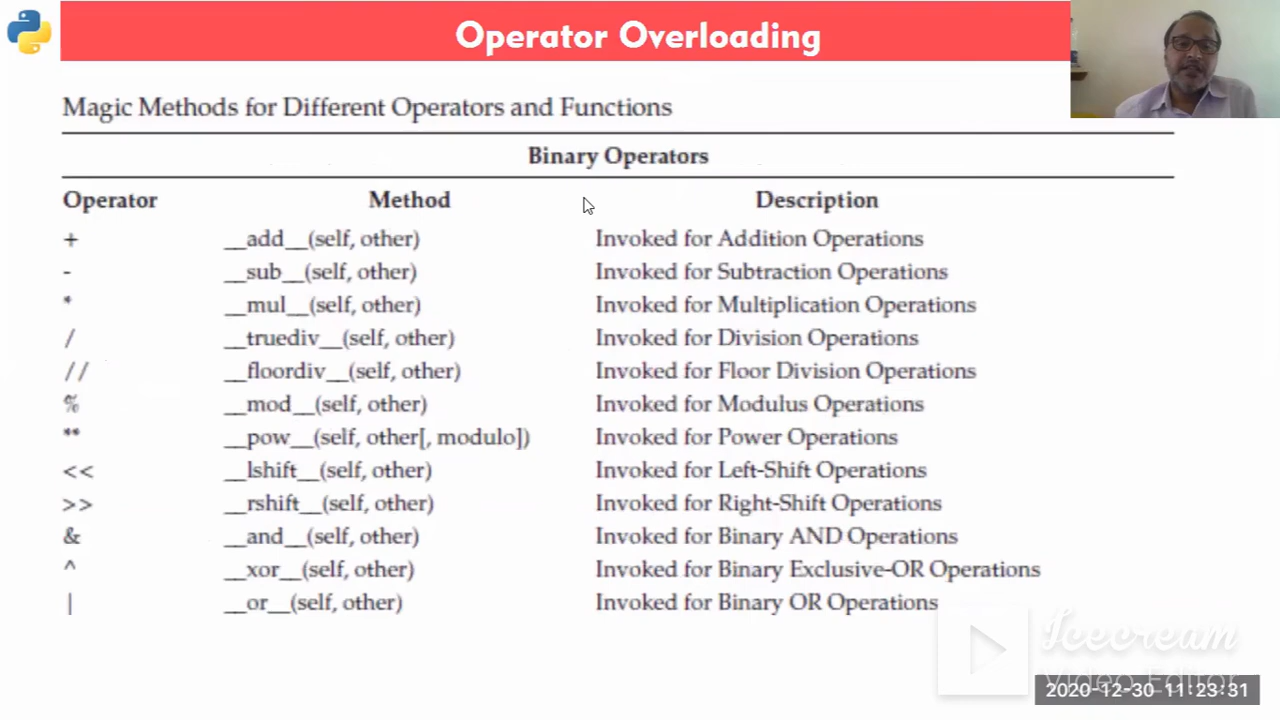 Operator Overloading
Magic Methods for Different Operators and Functions
Binary Operators
Operator Method Description
+ __add__(self, other) Invoked for Addition Operations
- __sub__(self, other) Invoked for Subtraction Operations
* __mul__(self, other) Invoked for Multiplication Operations
/ __truediv__(self, other) Invoked for Division Operations
// __floordiv__(self, other) Invoked for Floor Division Operations
% __mod__(self, other) Invoked for Modulus Operations
** __pow__(self, other[, modulo]) Invoked for Power Operations
<< __lshift__(self, other) Invoked for Left-Shift Operations
>> __rshift__(self, other) Invoked for Right-Shift Operations
& __and__(self, other) Invoked for Binary AND Operations
^ __xor__(self, other) Invoked for Binary Exclusive-OR Operations
| __or__(self, other) Invoked for Binary OR Operations
Icecream
Video Editor
2020-12-30 11:23:31